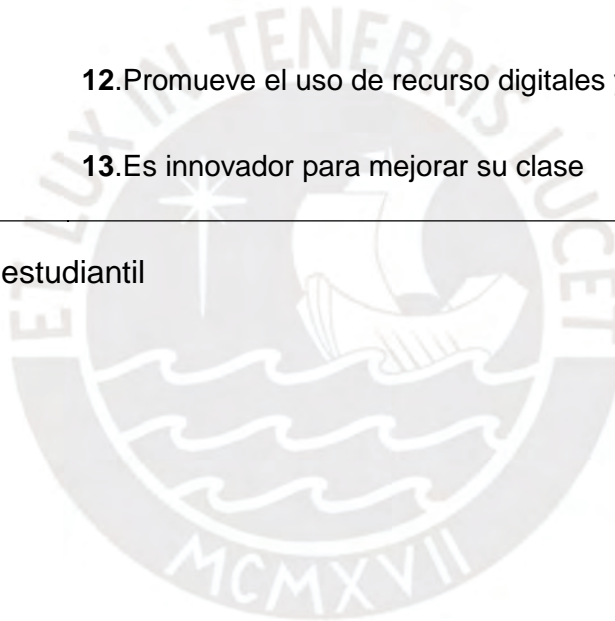 12.Promueve el uso de recurso digitales
13.Es innovador para mejorar su clase
estudiantil
ET LUX IN TENEBRIS LUCET
MCMXVII